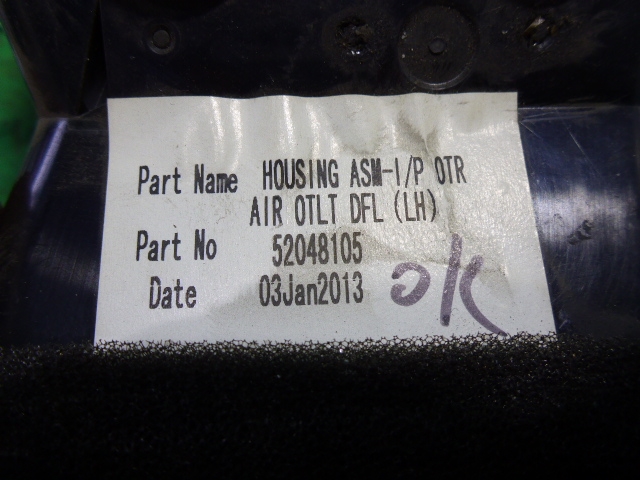 Part Name HOUSING ASM-I/P OTR
AIR OTLT DFL (LH)
Part No 52048105
Date 03Jan2013
OK